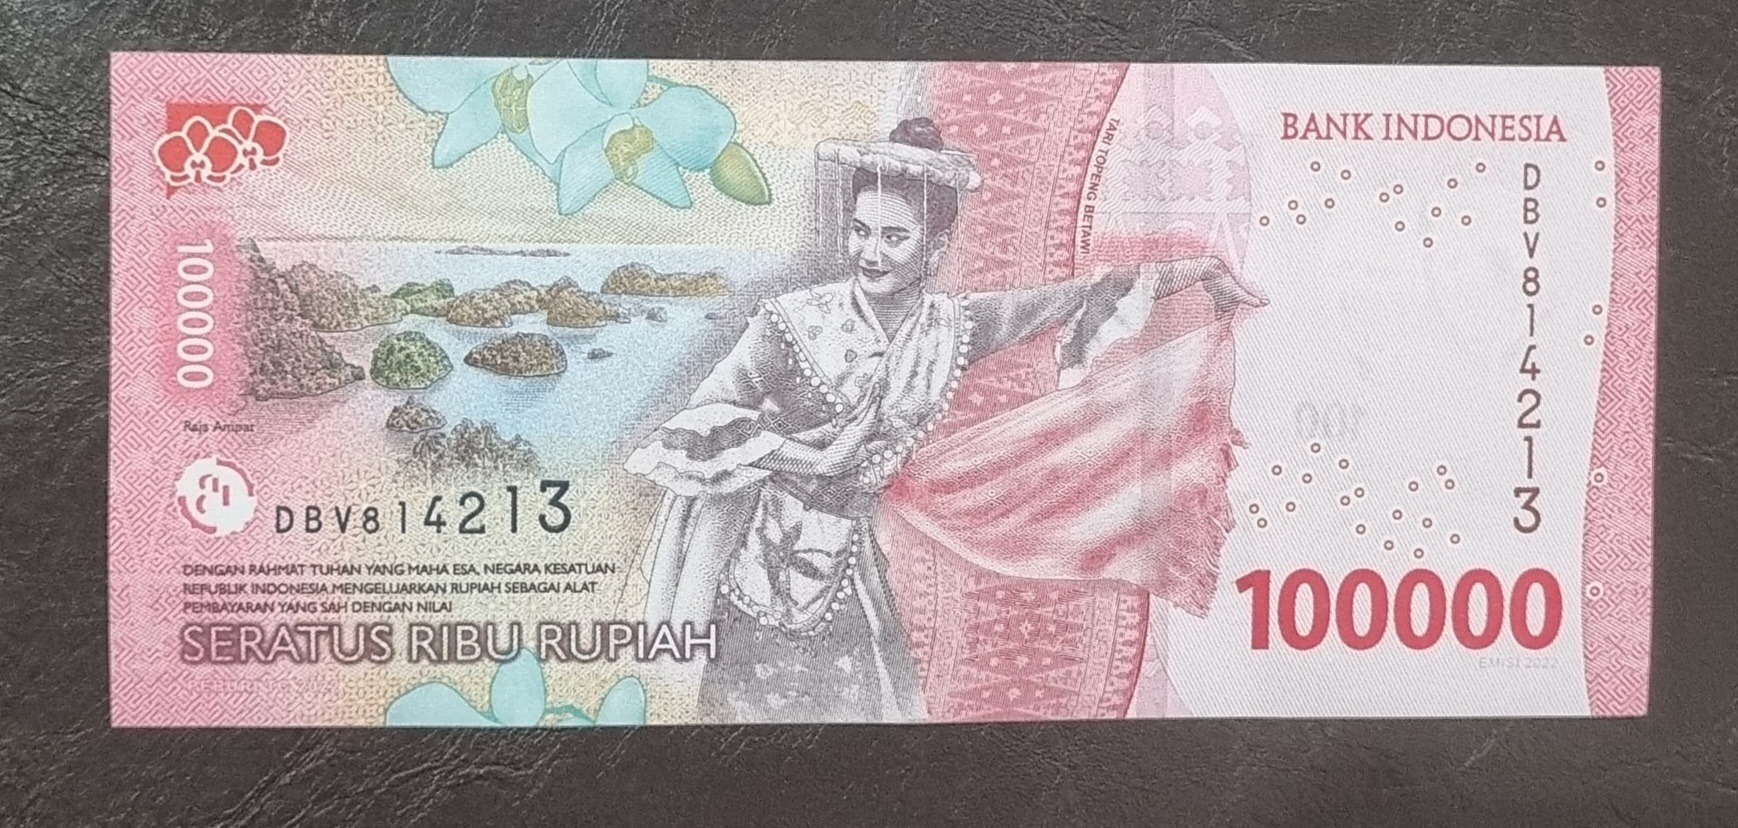 BANK INDONESIA
TARI TOPENG BETAWI
DBV814213
100000
Raja Ampat
DBV814213
DENGAN RAHMAT TUHAN YANG MAHA ESA, NEGARA KESATUAN
REPUBLIK INDONESIA MENGELUARKAN RUPIAH SEBAGAI ALAT
PEMBAYARAN YANG SAH DENGAN NILAI
SERATUS RIBU RUPIAH
100000
EMISI 2022